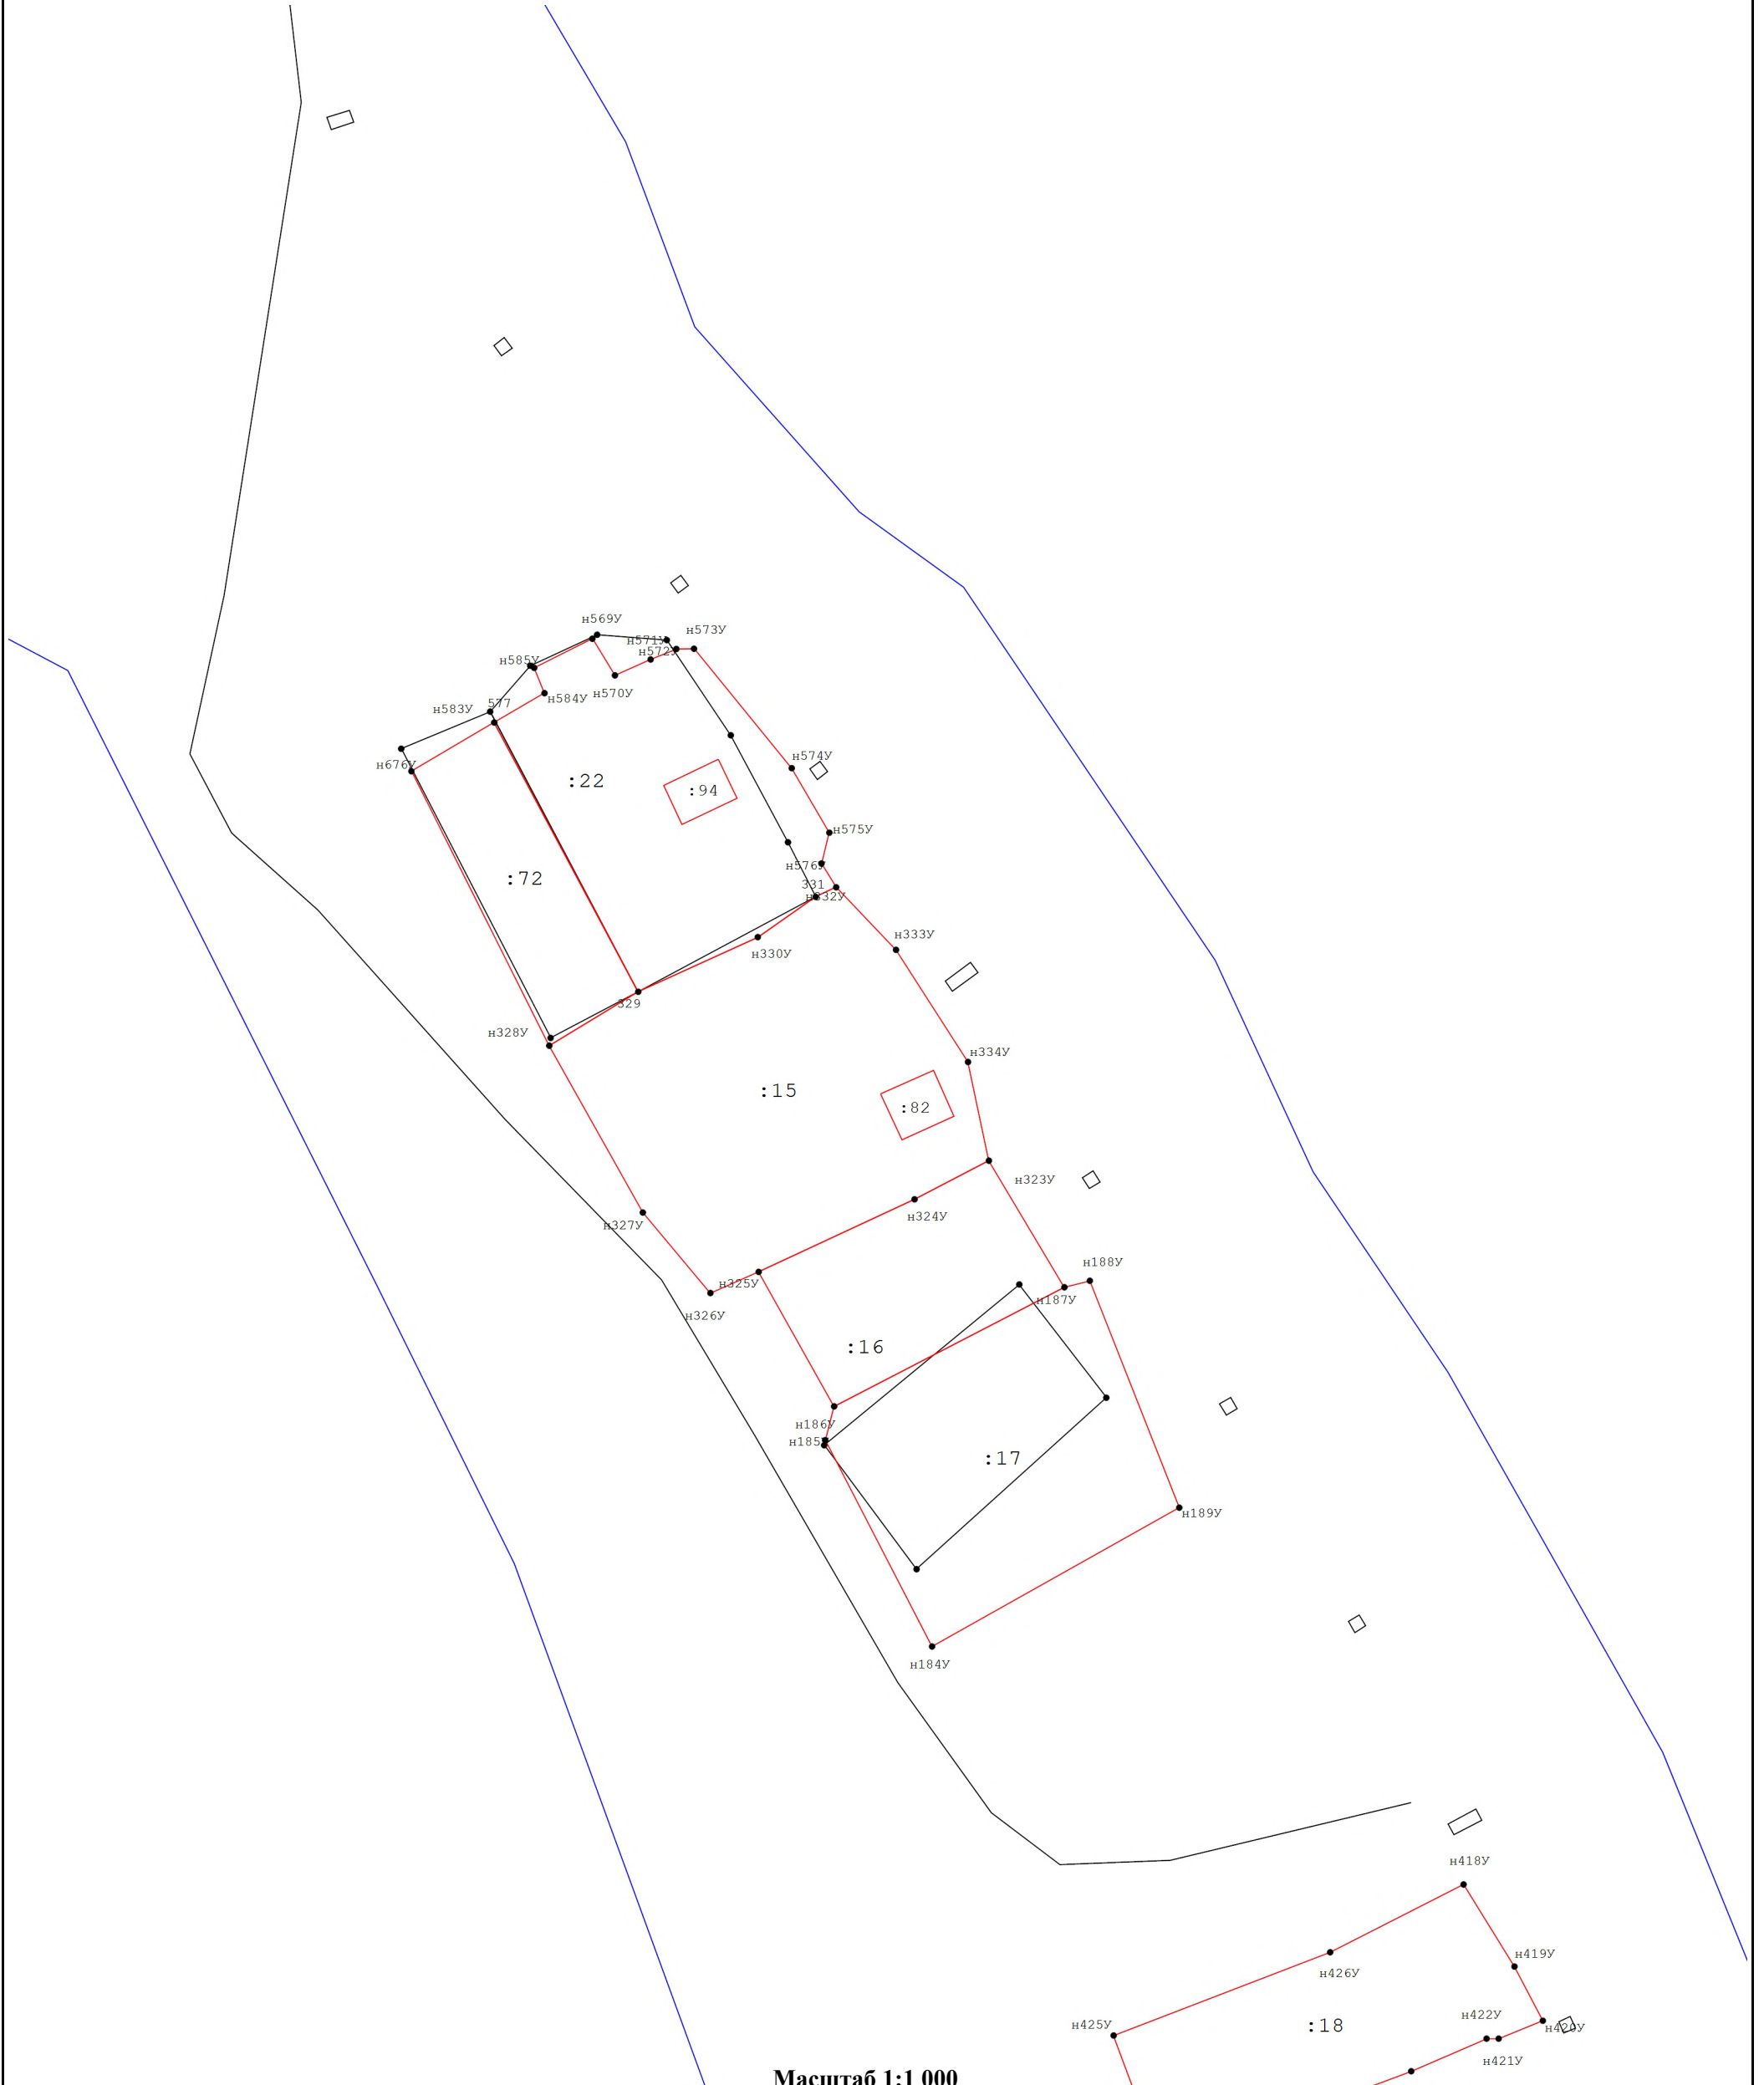 н569У
н571У
н573У
н572У
н585У
н584У
н570У
577
н583У
н574У
н676У
:22
:94
н575У
н576У
:72
331
н332У
н333У
н330У
329
н328У
н334У
:15
:82
н323У
н324У
н327У
н188У
н325У
н187У
н326У
:16
н186У
н185У
:17
н189У
н184У
н418У
н419У
н426У
н422У
н425У
:18
н420У
н421У
Масштаб 1:1 000